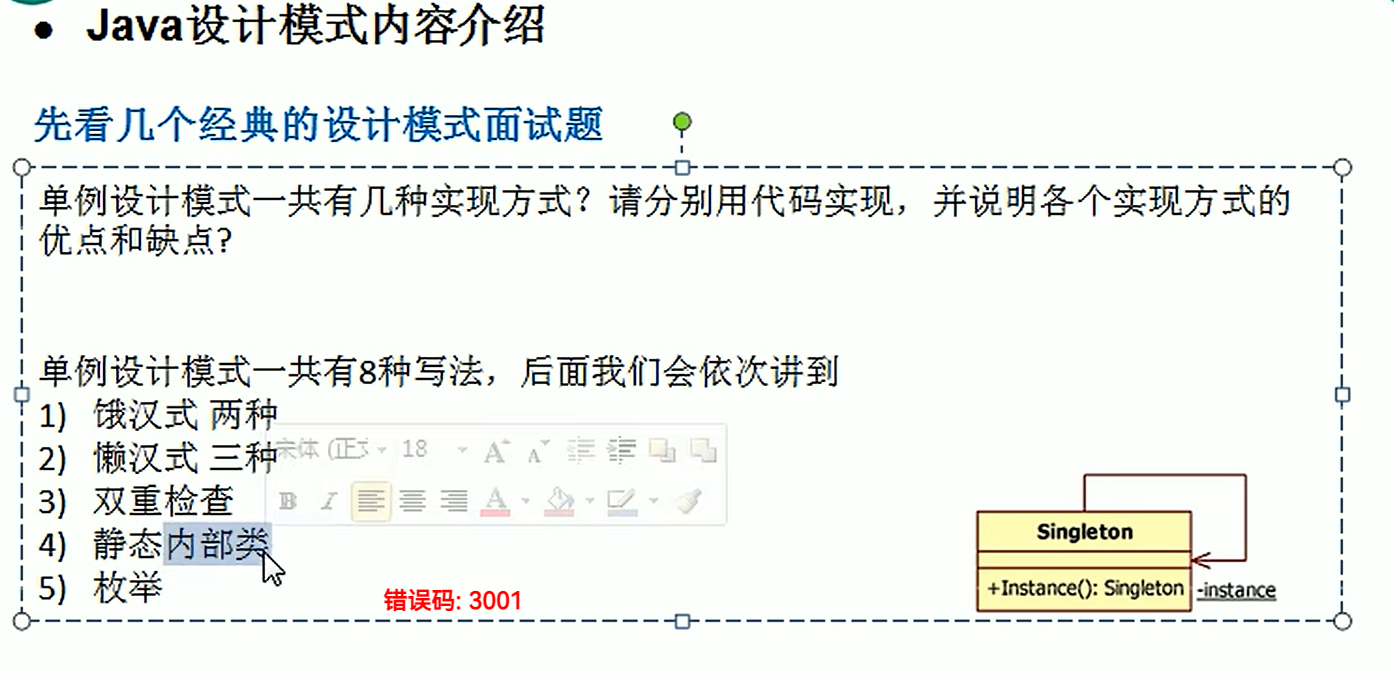 ● Java设计模式内容介绍
先看几个经典的设计模式面试题
单例设计模式一共有几种实现方式？请分别用代码实现，并说明各个实现方式的
优点和缺点?
单例设计模式一共有8种写法，后面我们会依次讲到
1) 饿汉式 两种
2) 懒汉式 三种
宋体 (正文 18 A A
3) 双重检查
B I A
4) 静态内部类
5) 枚举
错误码: 3001
Singleton
+Instance(): Singleton
-instance